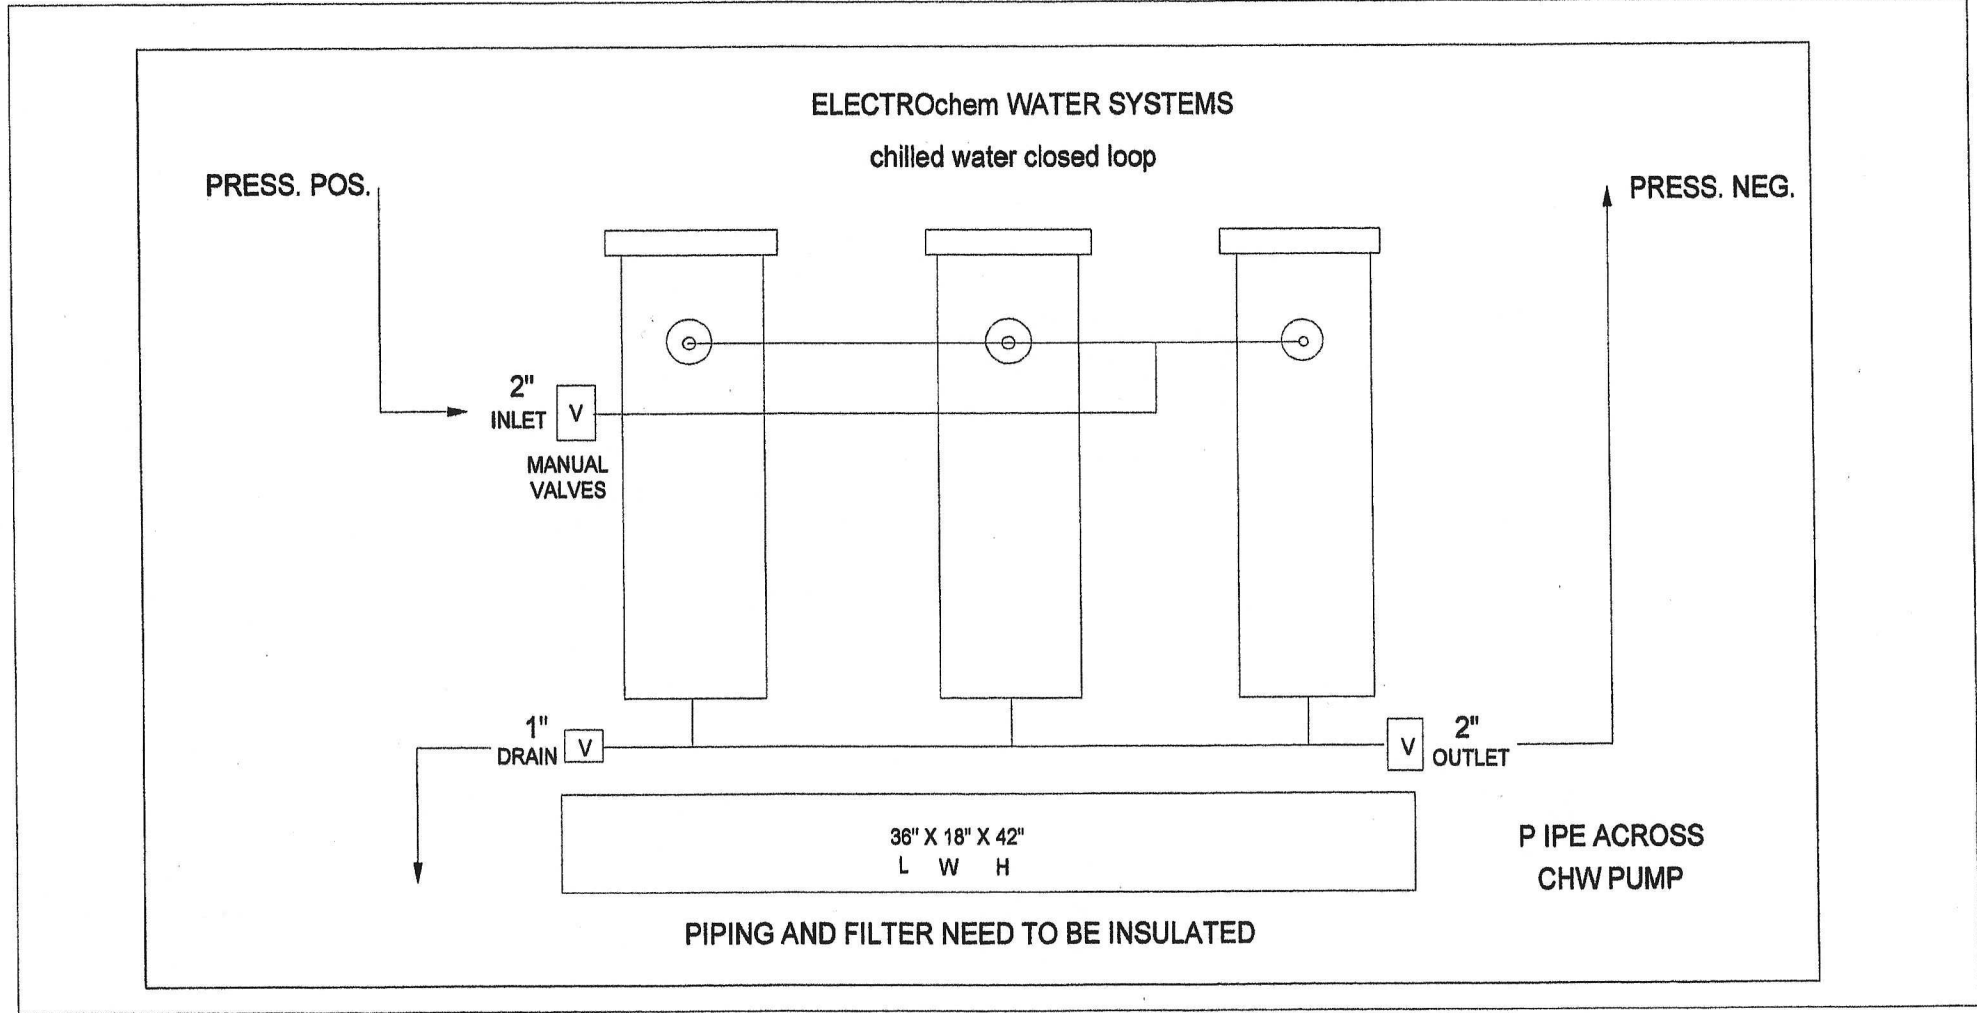 ELECTROchem WATER SYSTEMS
chilled water closed loop
PRESS. POS.
PRESS. NEG.
2"
INLET
V
MANUAL
VALVES
1"
DRAIN
V
V
2"
OUTLET
36" X 18" X 42"
L W H
P IPE ACROSS
CHW PUMP
PIPING AND FILTER NEED TO BE INSULATED